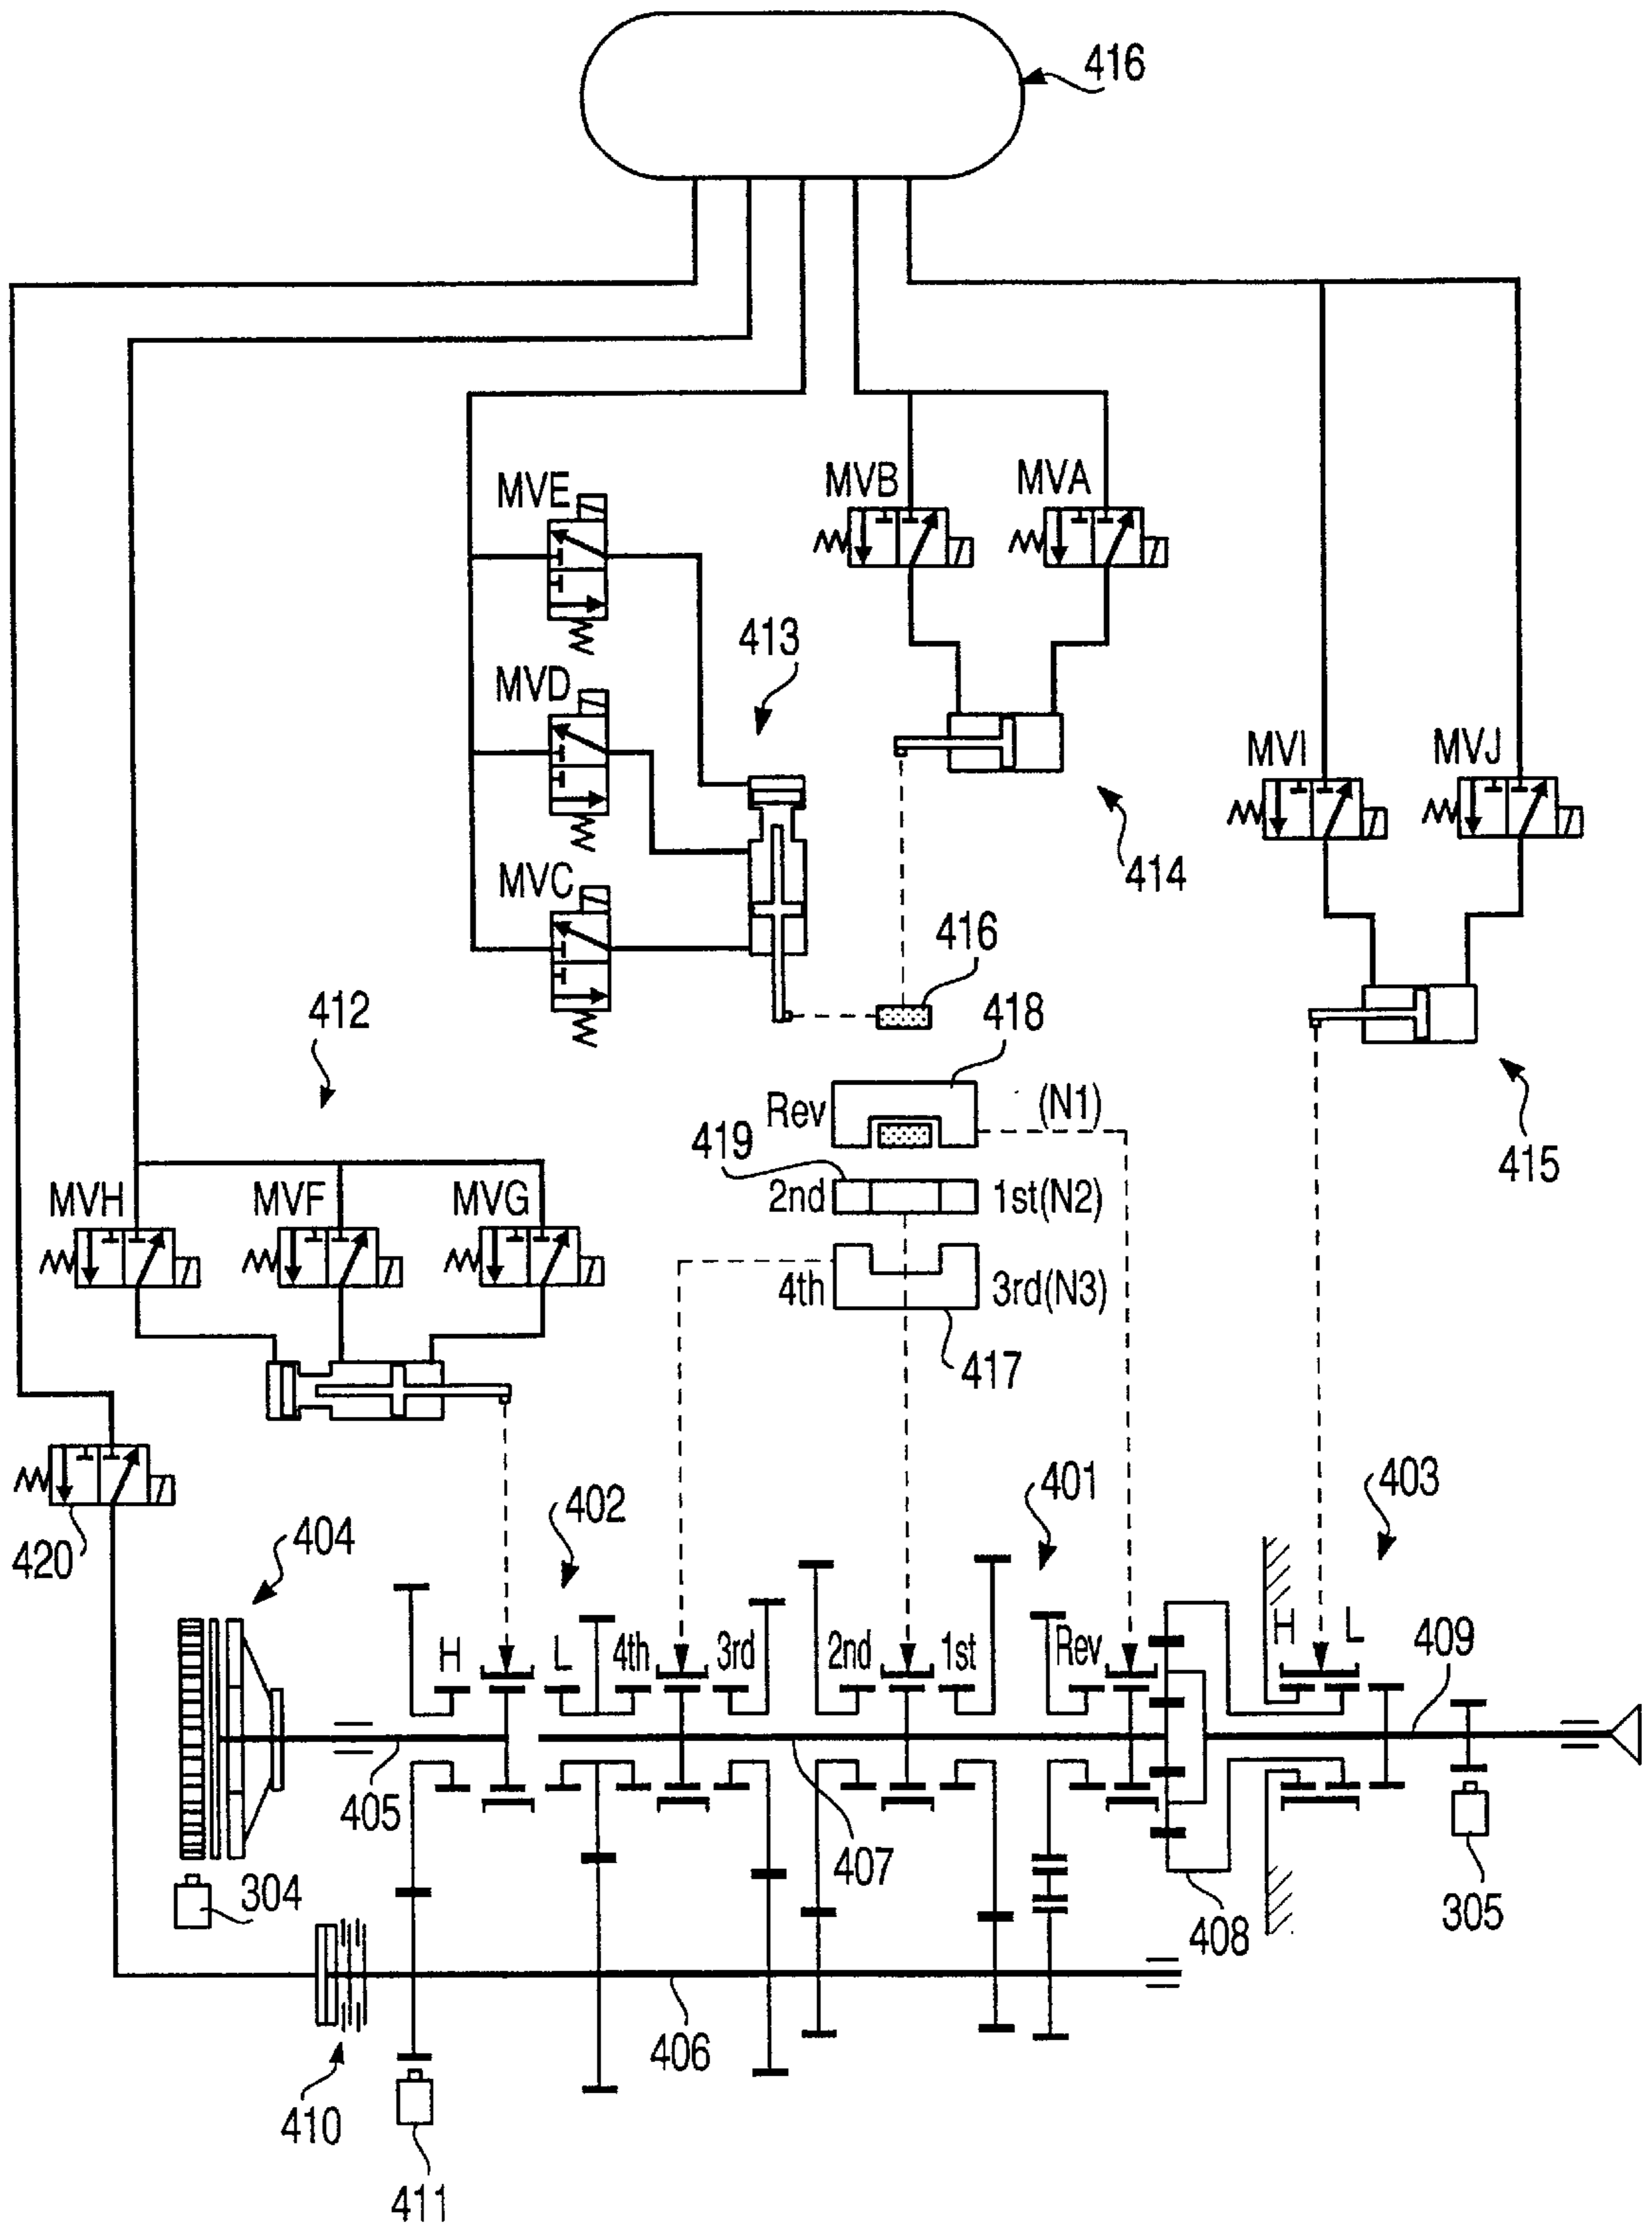 416
MVE
MVB
MVA
413
MVD
MVI
MVJ
414
MVC
416
412
418
Rev
(N1)
419
415
MVH
MVF
MVG
2nd
1st(N2)
4th
3rd(N3)
417
420
404
402
401
403
H
L
4th
3rd
2nd
1st
Rev
H
L
409
405
407
304
408
305
406
410
411